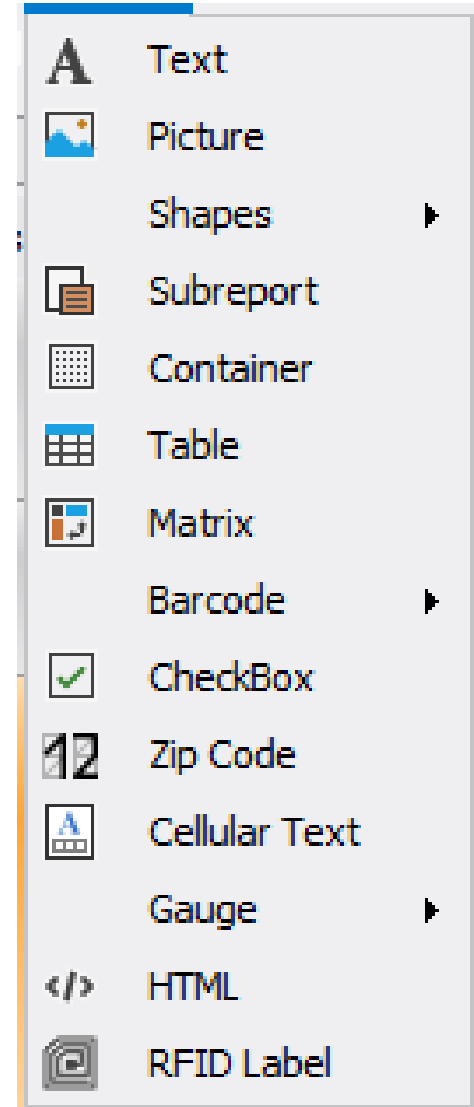 Text
Picture
Shapes
Subreport
Container
Table
Matrix
Barcode
CheckBox
Zip Code
Cellular Text
Gauge
HTML
RFID Label